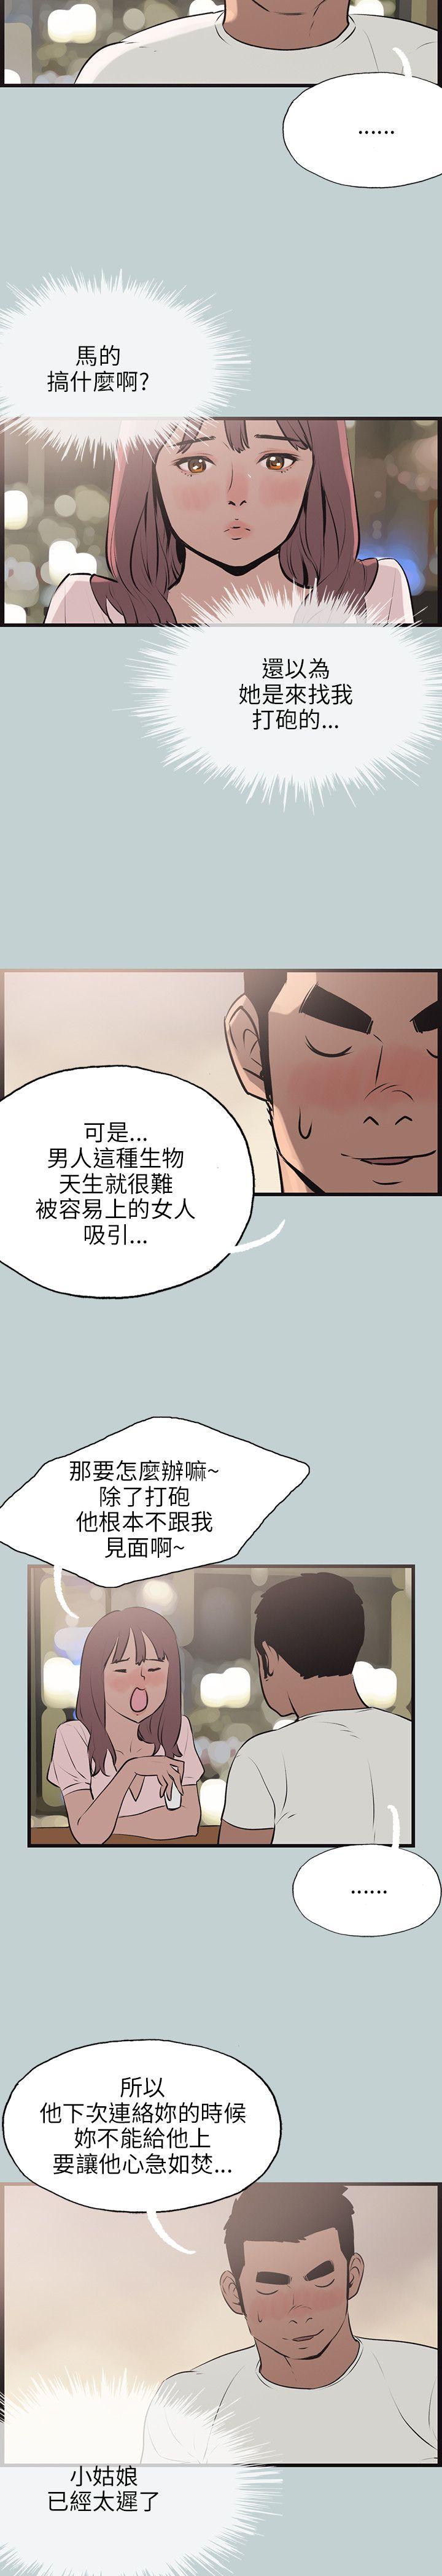 ......
馬的
搞什麼啊?
還以為
她是來找我
打砲的...
可是...
男人這種生物
天生就很難
被容易上的女人
吸引...
那要怎麼辦嘛~
除了打砲
他根本不跟我
見面啊~
......
所以
他下次連絡妳的時候
妳不能給他上
要讓他心急如焚...
小姑娘
已經太遲了